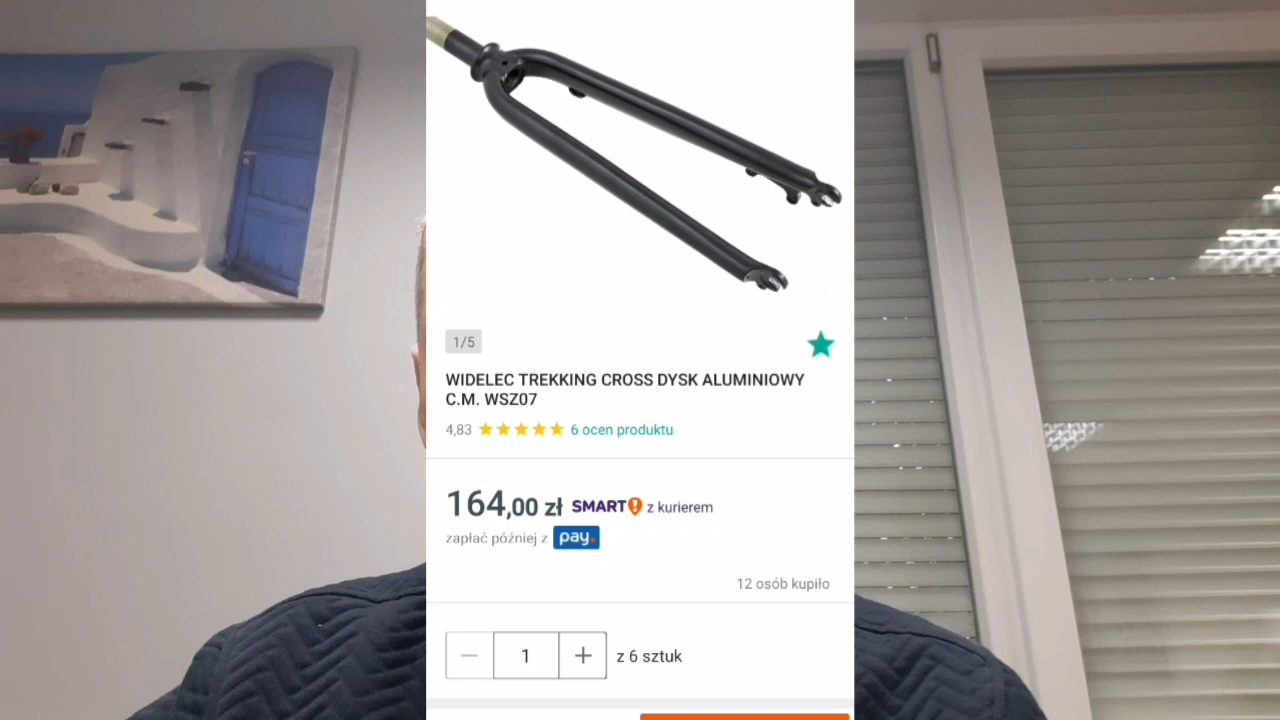 1/5
WIDELEC TREKKING CROSS DYSK ALUMINIOWY
C.M. WSZ07
4,83 6 ocen produktu
164,00 zł SMART! z kurierem
zapłać później z pay.
12 osób kupiło
1 z 6 sztuk